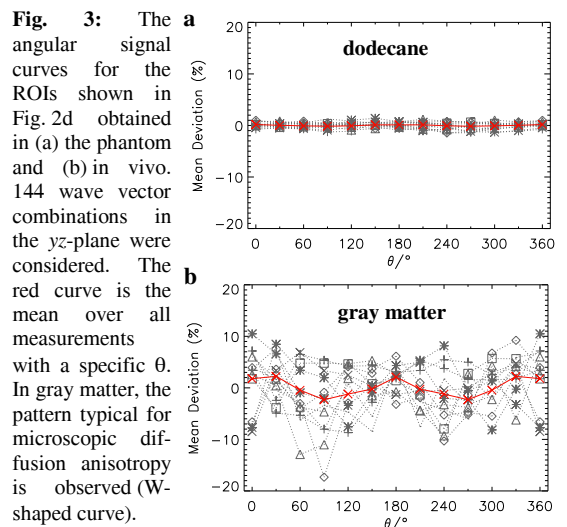 Fig. 3: The
angular signal
curves for the
ROIs shown in
Fig. 2d obtained
in (a) the phantom
and (b) in vivo.
144 wave vector
combinations in
the yz-plane were
considered. The
red curve is the
mean over all
measurements
with a specific θ.
In gray matter, the
pattern typical for
microscopic dif-
fusion anisotropy
is observed (W-
shaped curve).
a
dodecane
Mean Deviation (%)
20
10
0
−10
−20
0 60 120 180 240 300 360
θ/°
b
gray matter
Mean Deviation (%)
20
10
0
−10
−20
0 60 120 180 240 300 360
θ/°